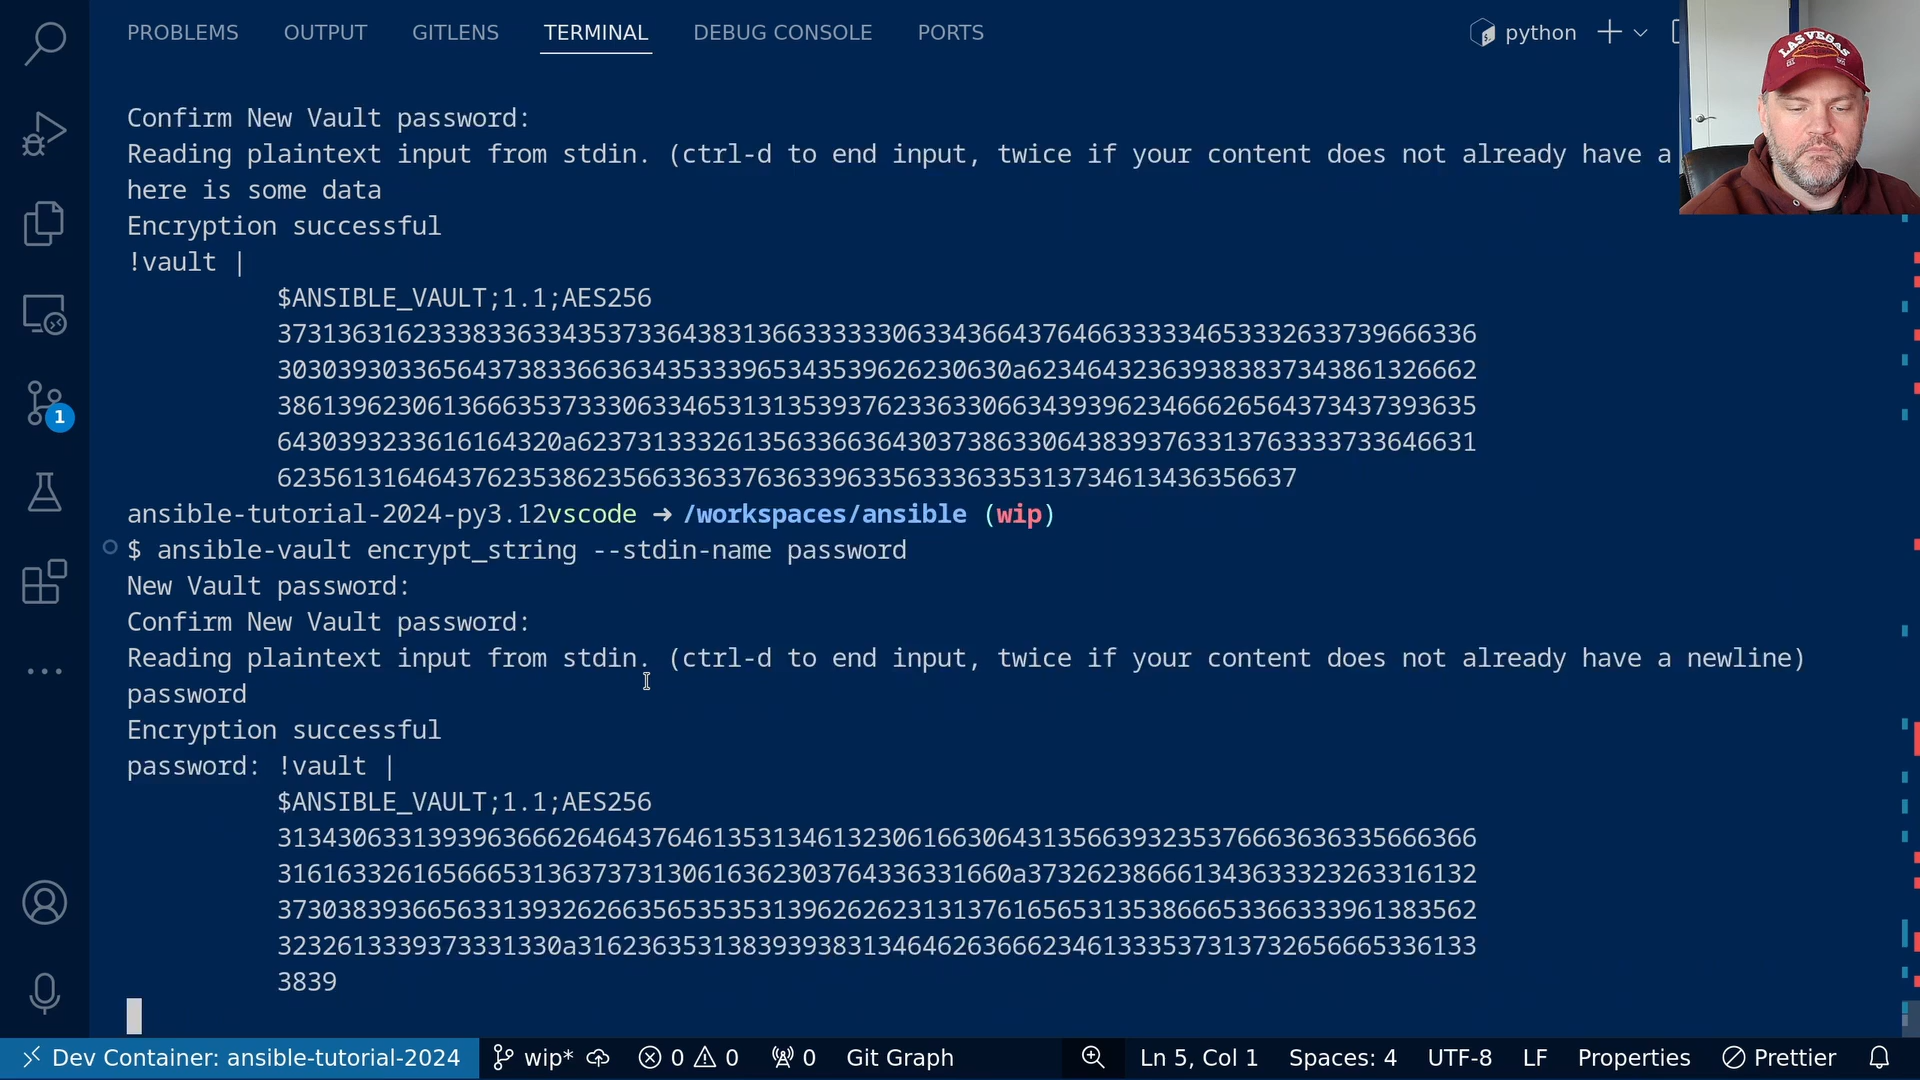 PROBLEMS OUTPUT GITLENS TERMINAL DEBUG CONSOLE PORTS python
LAS VEGAS
Confirm New Vault password:
Reading plaintext input from stdin. (ctrl-d to end input, twice if your content does not already have a
here is some data
Encryption successful
!vault |
$ANSIBLE_VAULT;1.1;AES256
37313631623338336334353733643831366333333063343664376466333334653332633739666336
3030393033656437383366363435333965343539626230630a623464323639383837343861326662
38613962306136663537333063346531313539376233633066343939623466626564373437393635
6430393233616164320a623731333261356336636430373863306438393763313763333733646631
62356131646437623538623566336337636339633563336335313734613436356637
ansible-tutorial-2024-py3.12vscode ➜ /workspaces/ansible (wip)
$ ansible-vault encrypt_string --stdin-name password
New Vault password:
Confirm New Vault password:
Reading plaintext input from stdin. (ctrl-d to end input, twice if your content does not already have a newline)
password
Encryption successful
password: !vault |
$ANSIBLE_VAULT;1.1;AES256
31343063313939636662646437646135313461323061663064313566393235376663636335666366
3161633261656665313637373130616362303764336331660a373262386661343633323263316132
37303839366563313932626635653535313962626231313761656531353866653366333961383562
3232613339373331330a316236353138393938313464626366623461333537313732656665336133
3839
1
Dev Container: ansible-tutorial-2024 wip* 0 0 0 Git Graph Ln 5, Col 1 Spaces: 4 UTF-8 LF Properties Prettier